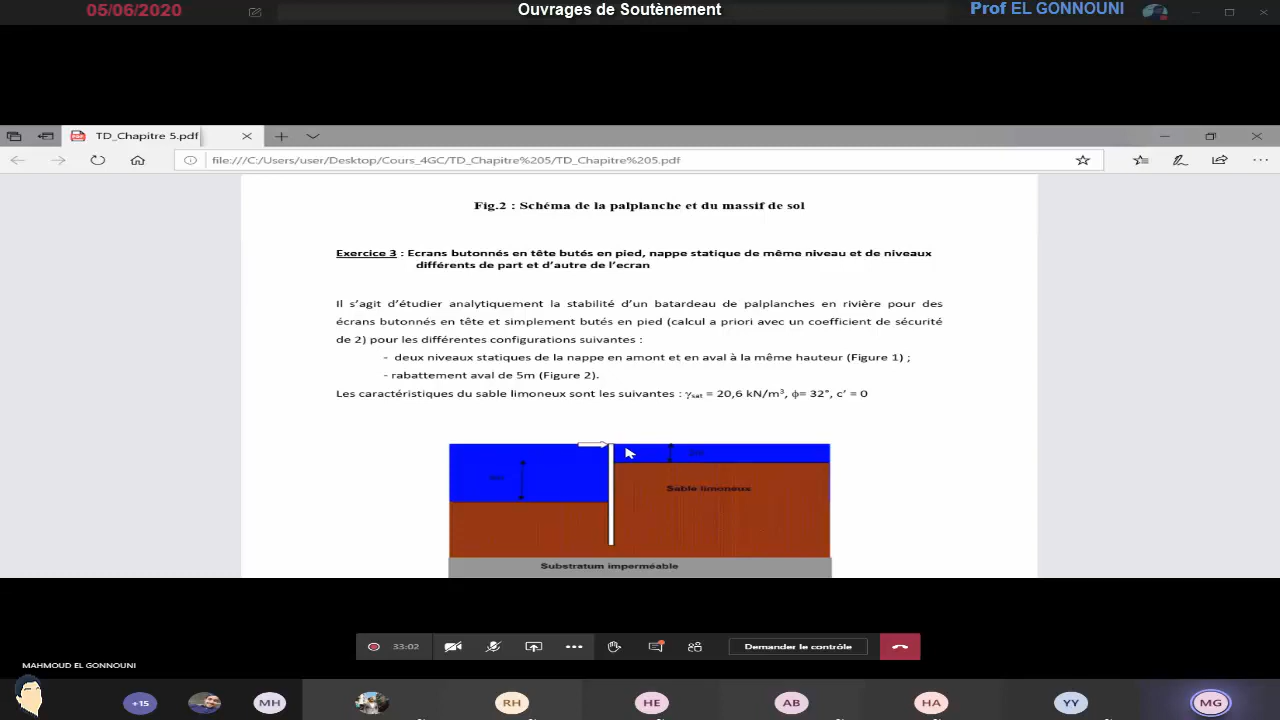 05/06/2020
Ouvrages de Soutènement
Prof EL GONNOUNI
TD_Chapitre 5.pdf
file:///C:/Users/user/Desktop/Cours_4GC/TD_Chapitre%205/TD_Chapitre%205.pdf
Fig.2 : Schéma de la palplanche et du massif de sol
Exercice 3 : Ecrans butonnés en tête butés en pied, nappe statique de même niveau et de niveaux
différents de part et d'autre de l'ecran
Il s'agit d'étudier analytiquement la stabilité d'un batardeau de palplanches en rivière pour des
écrans butonnés en tête et simplement butés en pied (calcul a priori avec un coefficient de sécurité
de 2) pour les différentes configurations suivantes :
- deux niveaux statiques de la nappe en amont et en aval à la même hauteur (Figure 1) ;
- rabattement aval de 5m (Figure 2).
Les caractéristiques du sable limoneux sont les suivantes : γsat = 20,6 kN/m³, ϕ= 32°, c' = 0
Sable limoneux
Substratum imperméable
33:02
Demander le contrôle
MAHMOUD EL GONNOUNI
+15
MH
RH
HE
AB
HA
YY
MG